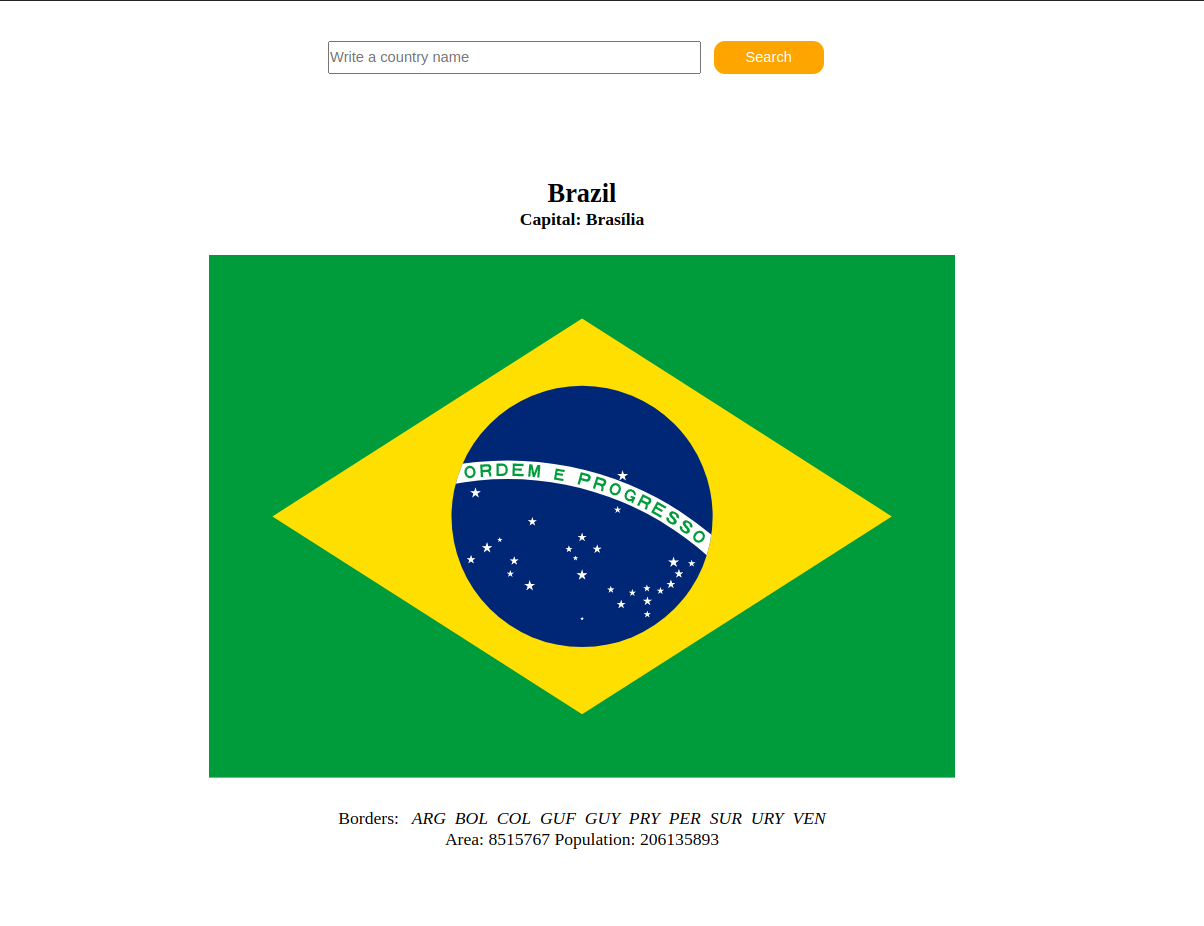 Write a country name
Search
Brazil
Capital: Brasília
ORDEM E PROGRESSO
Borders: ARG BOL COL GUF GUY PRY PER SUR URY VEN
Area: 8515767 Population: 206135893